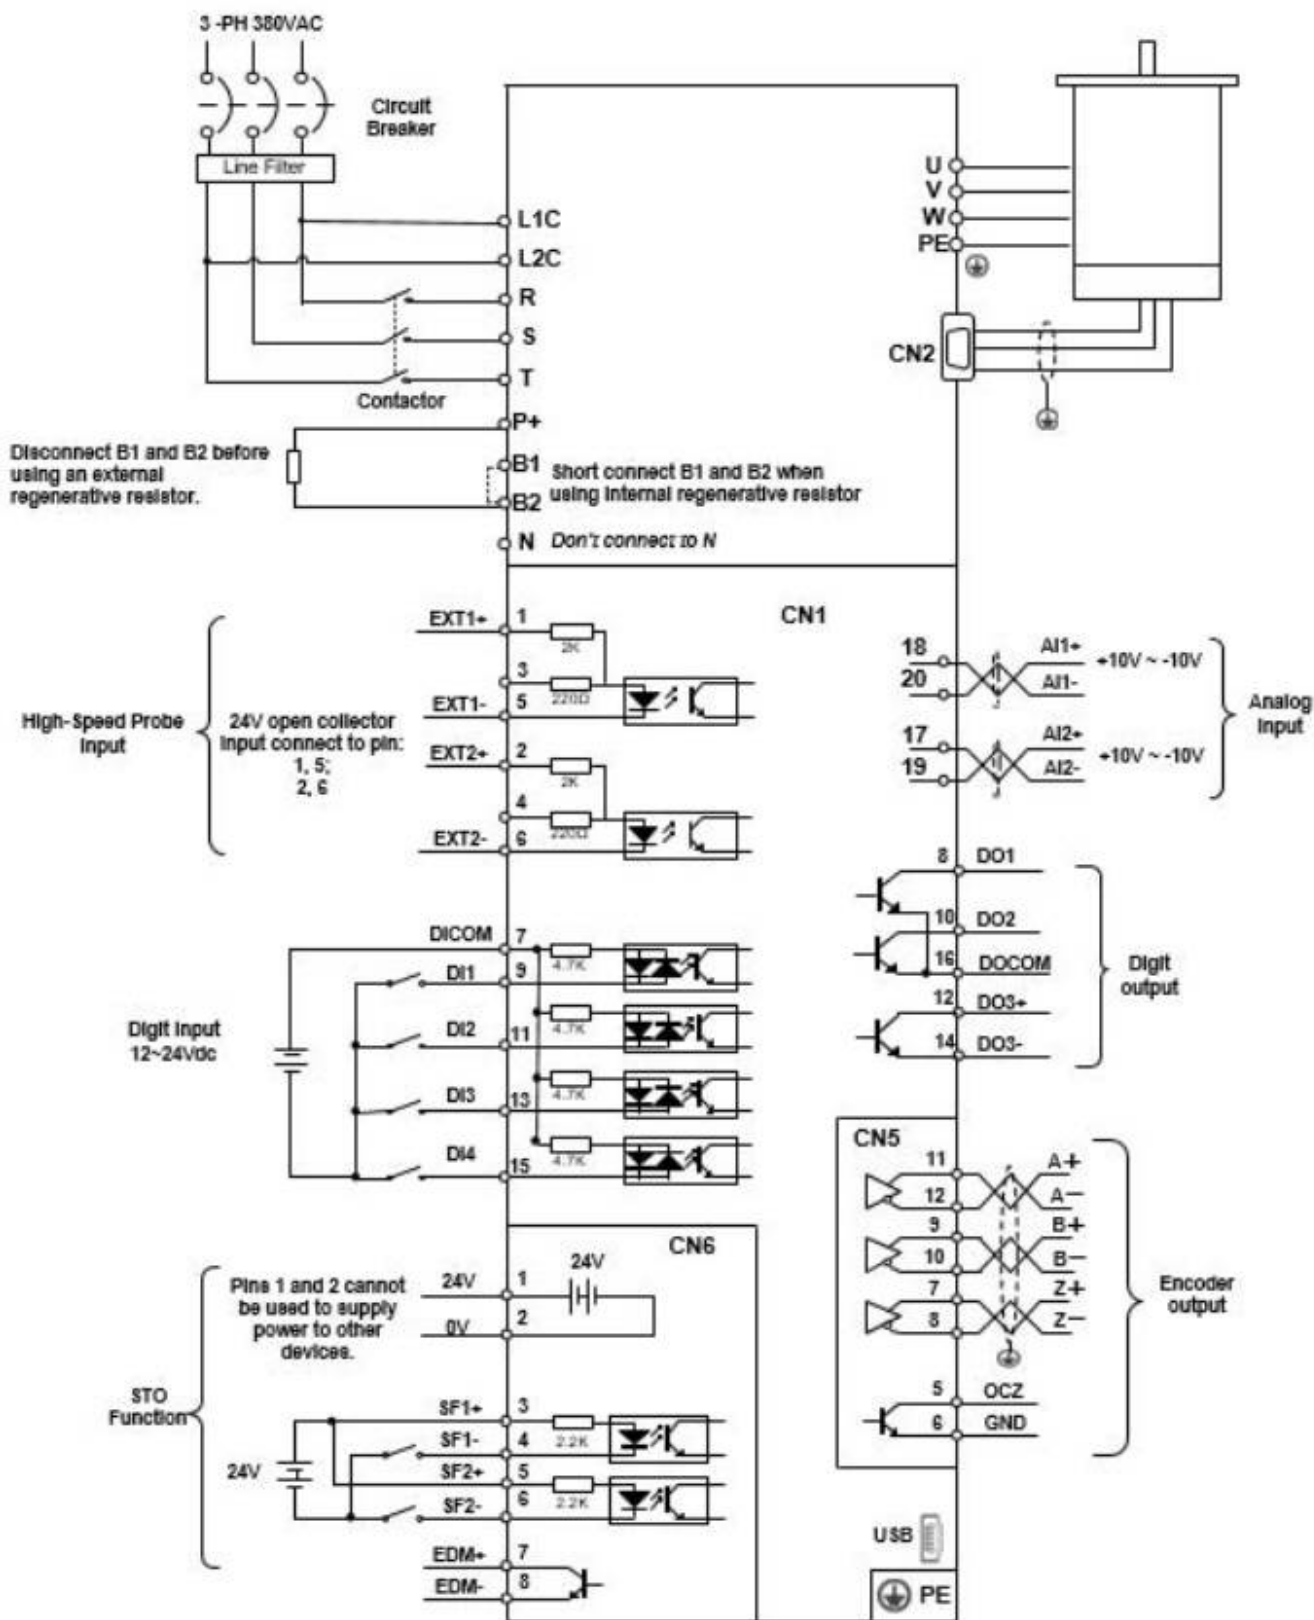 3 -PH 380VAC
Circuit
Breaker
Line Filter
L1C
L2C
R
S
T
Contactor
P+
B1
B2
N
Disconnect B1 and B2 before
using an external
regenerative resistor.
Short connect B1 and B2 when
using internal regenerative resistor
Don't connect to N
U
V
W
PE
CN2
CN1
High-Speed Probe
Input
24V open collector
input connect to pin:
1, 5;
2, 6
EXT1+ 1
2K
3
220Ω
EXT1- 5
EXT2+ 2
2K
4
220Ω
EXT2- 6
18 AI1+
+10V ~ -10V
20 AI1-
17 AI2+
+10V ~ -10V
19 AI2-
Analog
Input
DICOM 7
4.7K
DI1 9
4.7K
DI2 11
4.7K
DI3 13
4.7K
DI4 15
Digit Input
12~24Vdc
8 DO1
10 DO2
16 DOCOM
12 DO3+
14 DO3-
Digit
output
CN5
11 A+
12 A-
9 B+
10 B-
7 Z+
8 Z-
5 OCZ
6 GND
Encoder
output
CN6
24V
24V 1
0V 2
Pins 1 and 2 cannot
be used to supply
power to other
devices.
STO
Function
24V
SF1+ 3
2.2K
SF1- 4
SF2+ 5
2.2K
SF2- 6
EDM+ 7
EDM- 8
USB
PE